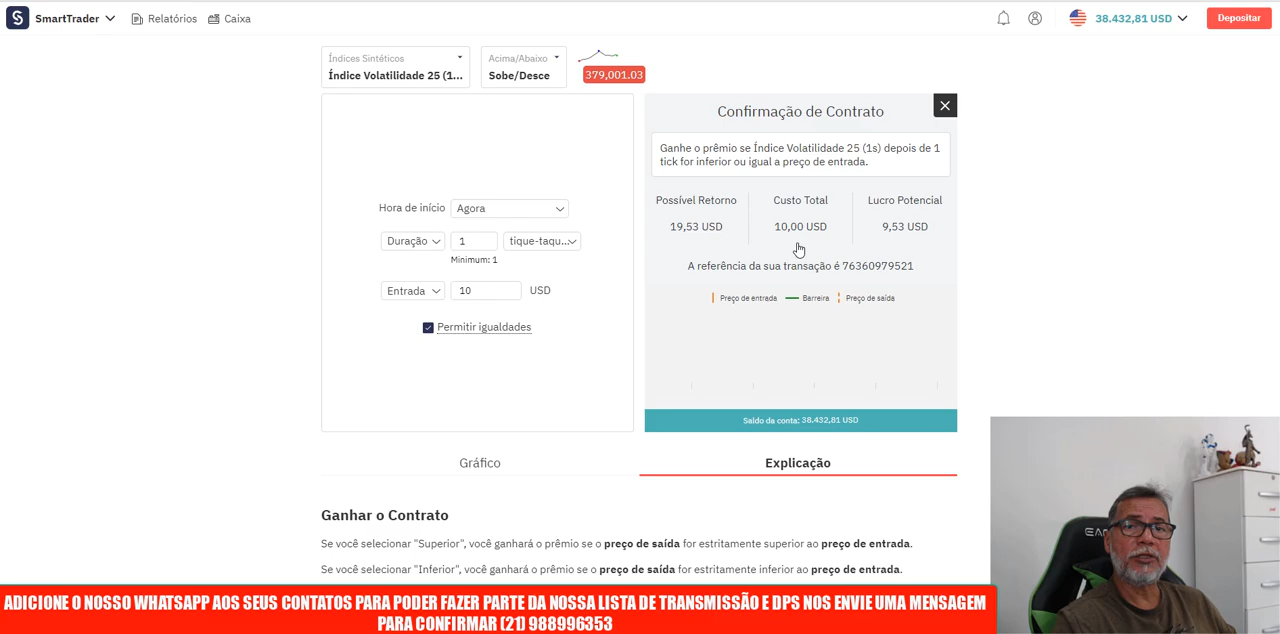 SmartTrader
Relatórios
Caixa
38.432,81 USD
Depositar
Índices Sintéticos
Índice Volatilidade 25 (1...
Acima/Abaixo
Sobe/Desce
379,001.03
Hora de início
Agora
Duração
1
tique-taqu...
Minimum: 1
Entrada
10
USD
Permitir igualdades
Confirmação de Contrato
Ganhe o prêmio se Índice Volatilidade 25 (1s) depois de 1
tick for inferior ou igual a preço de entrada.
Possível Retorno
19,53 USD
Custo Total
10,00 USD
Lucro Potencial
9,53 USD
A referência da sua transação é 76360979521
Preço de entrada
Barreira
Preço de saída
Saldo da conta: 38.432,81 USD
Gráfico
Explicação
Ganhar o Contrato
Se você selecionar "Superior", você ganhará o prêmio se o preço de saída for estritamente superior ao preço de entrada.
Se você selecionar "Inferior", você ganhará o prêmio se o preço de saída for estritamente inferior ao preço de entrada.
ADICIONE O NOSSO WHATSAPP AOS SEUS CONTATOS PARA PODER FAZER PARTE DA NOSSA LISTA DE TRANSMISSÃO E DPS NOS ENVIE UMA MENSAGEM
PARA CONFIRMAR (21) 988996353